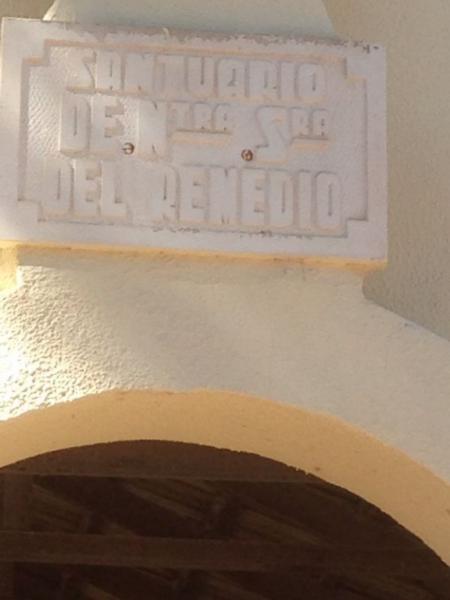 SANTUARIO
DE NTRA SRA
DEL REMEDIO